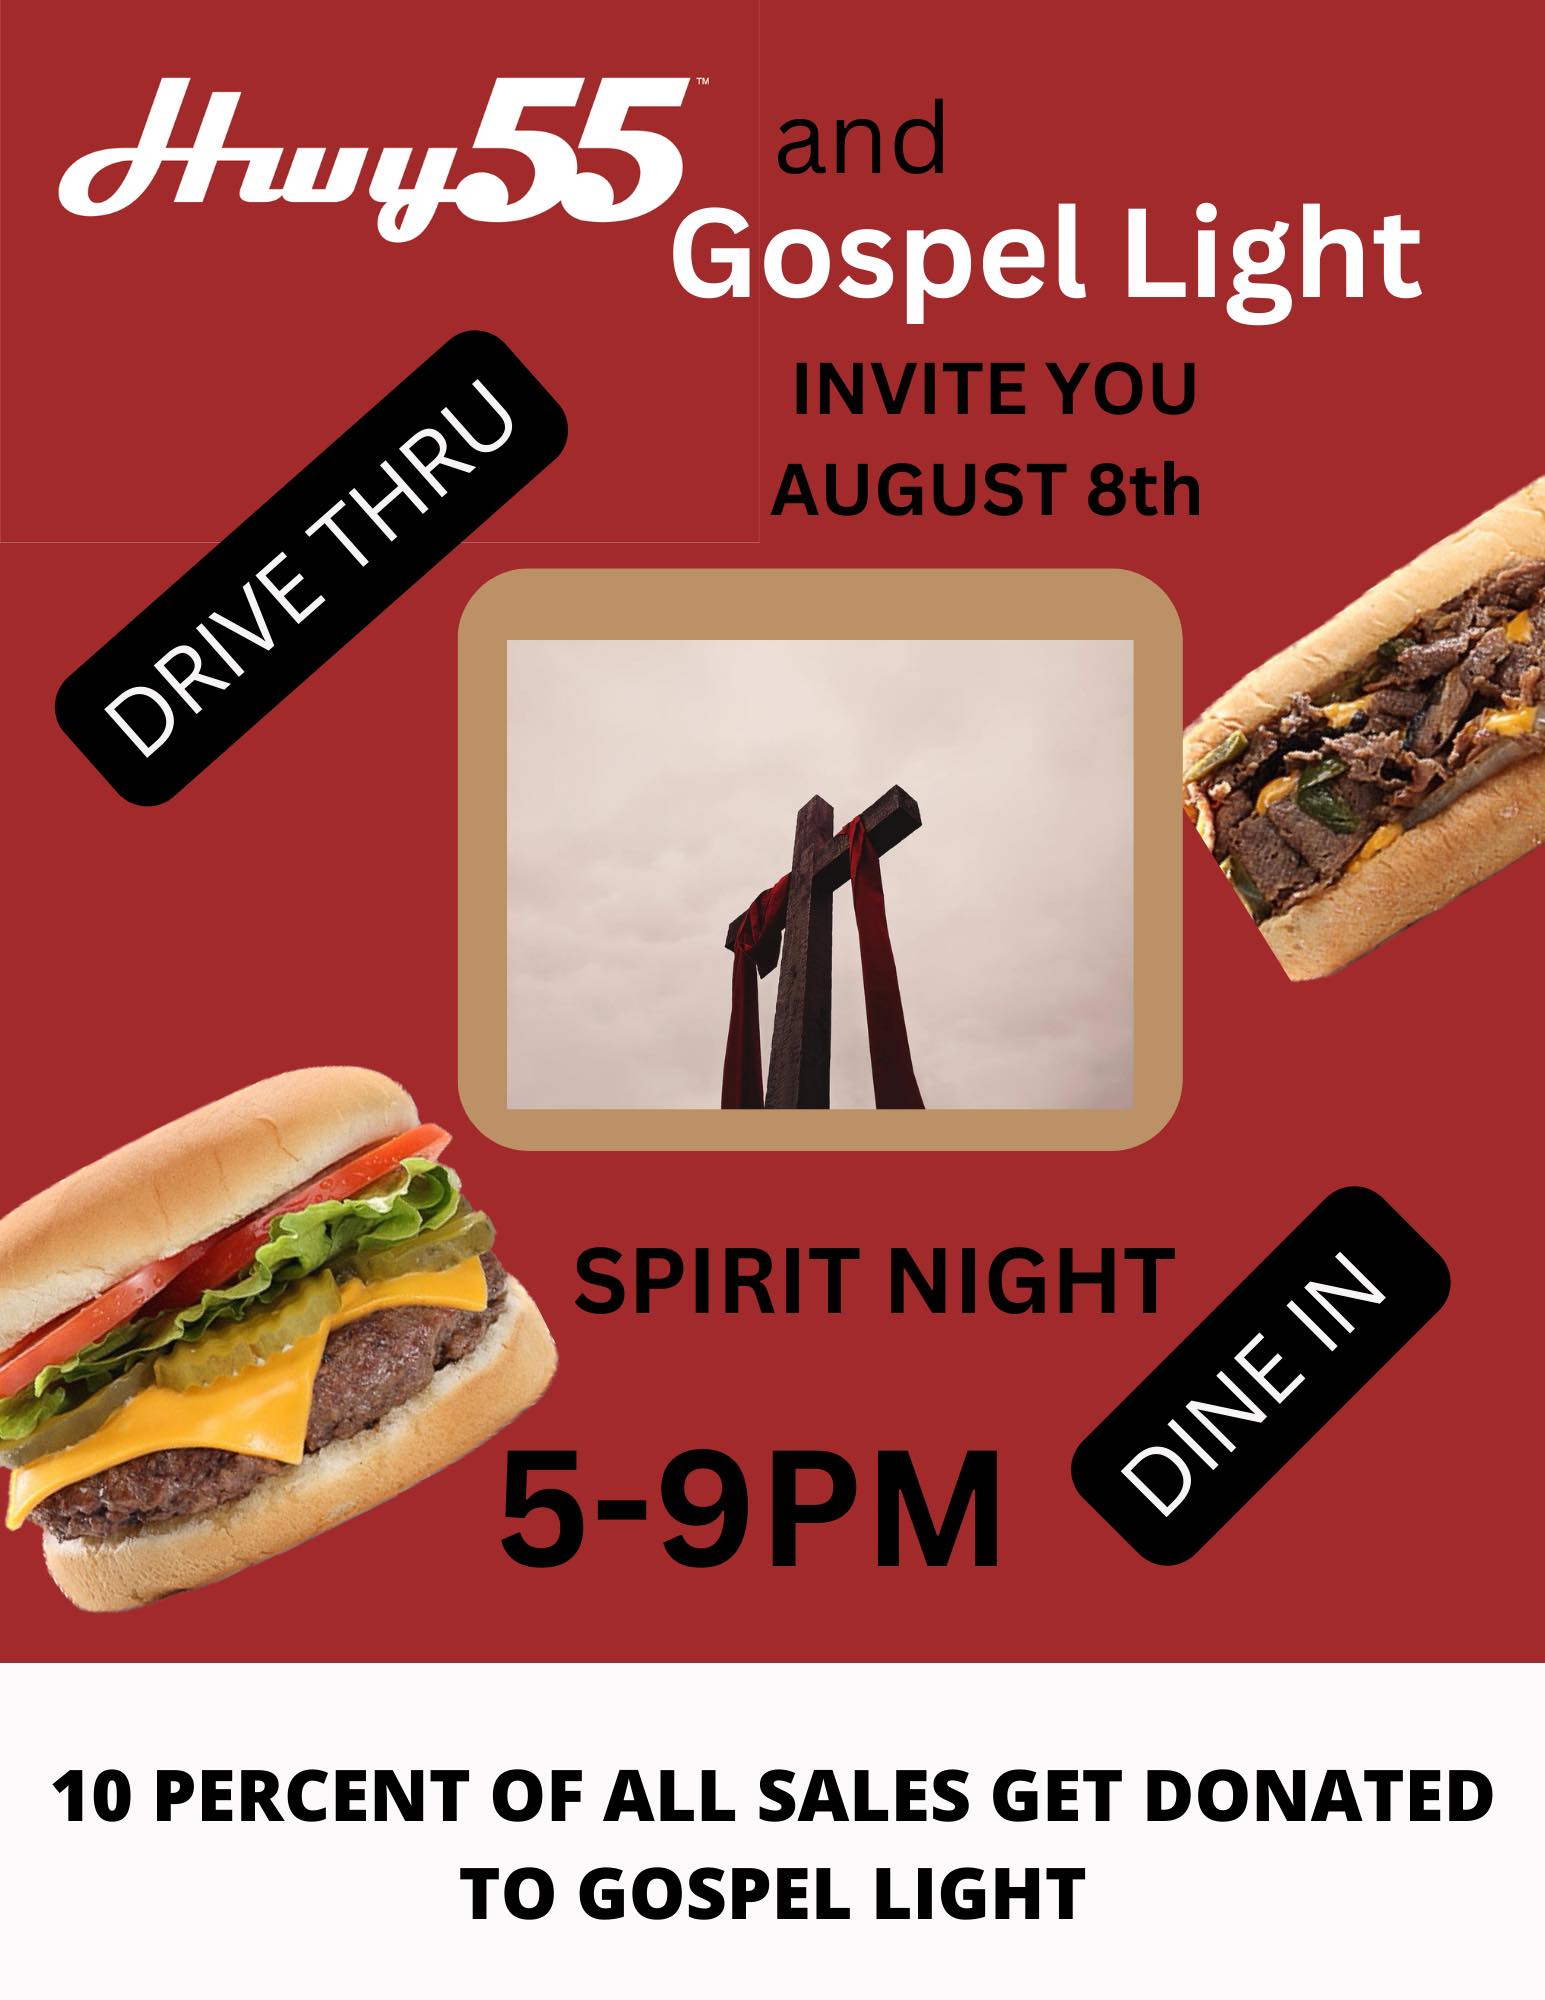 Hwy55™
and
Gospel Light
INVITE YOU
AUGUST 8th
DRIVE THRU
SPIRIT NIGHT
DINE IN
5-9PM
10 PERCENT OF ALL SALES GET DONATED
TO GOSPEL LIGHT